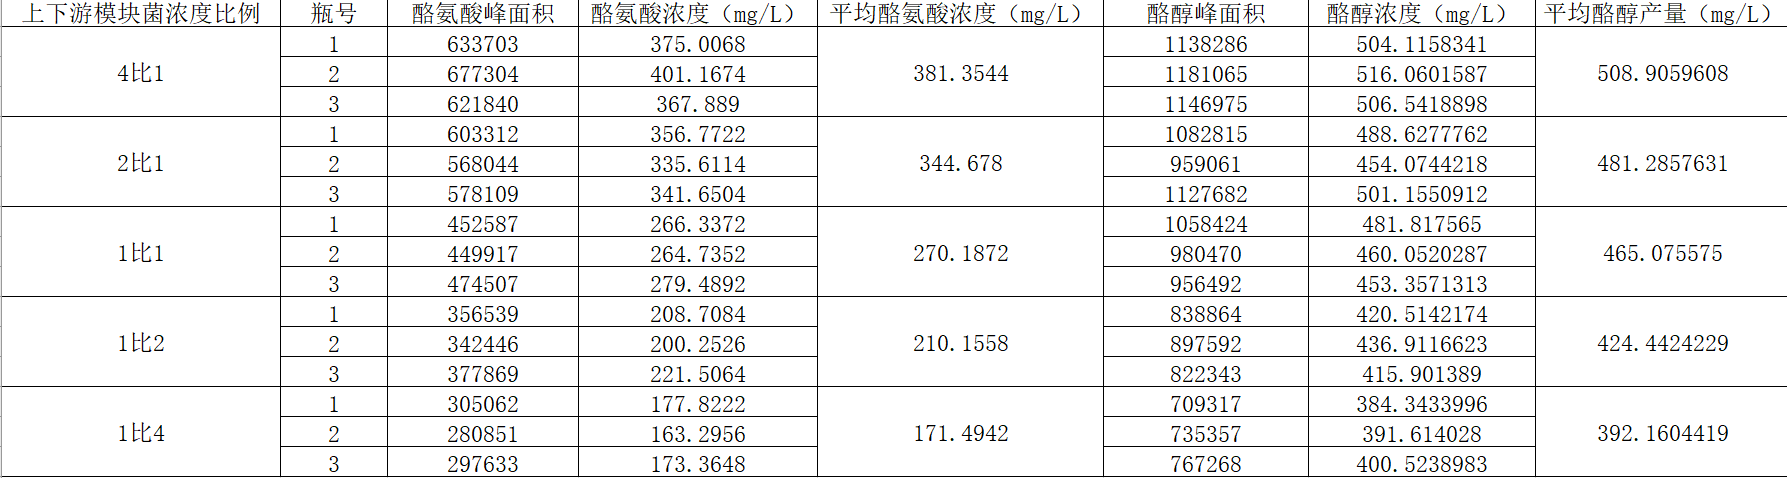 上下游模块菌浓度比例 瓶号 酪氨酸峰面积 酪氨酸浓度（mg/L） 平均酪氨酸浓度（mg/L） 酪醇峰面积 酪醇浓度（mg/L） 平均酪醇产量（mg/L）
4比1 1 633703 375.0068 381.3544 1138286 504.1158341 508.9059608
2 677304 401.1674 1181065 516.0601587
3 621840 367.889 1146975 506.5418898
2比1 1 603312 356.7722 344.678 1082815 488.6277762 481.2857631
2 568044 335.6114 959061 454.0744218
3 578109 341.6504 1127682 501.1550912
1比1 1 452587 266.3372 270.1872 1058424 481.817565 465.075575
2 449917 264.7352 980470 460.0520287
3 474507 279.4892 956492 453.3571313
1比2 1 356539 208.7084 210.1558 838864 420.5142174 424.4424229
2 342446 200.2526 897592 436.9116623
3 377869 221.5064 822343 415.901389
1比4 1 305062 177.8222 171.4942 709317 384.3433996 392.1604419
2 280851 163.2956 735357 391.614028
3 297633 173.3648 767268 400.5238983